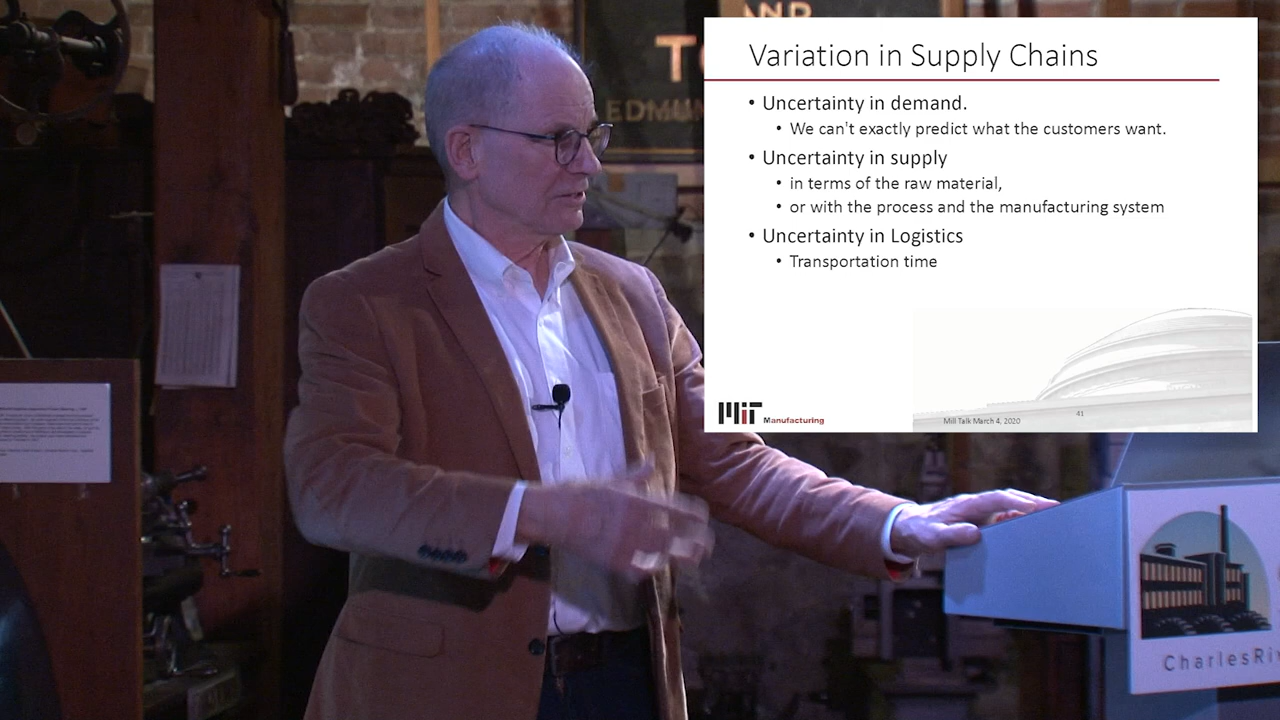 AND
EDMUN
Variation in Supply Chains
• Uncertainty in demand.
• We can't exactly predict what the customers want.
• Uncertainty in supply
• in terms of the raw material,
• or with the process and the manufacturing system
• Uncertainty in Logistics
• Transportation time
MiT Manufacturing
Mill Talk March 4, 2020
41
CharlesRiv